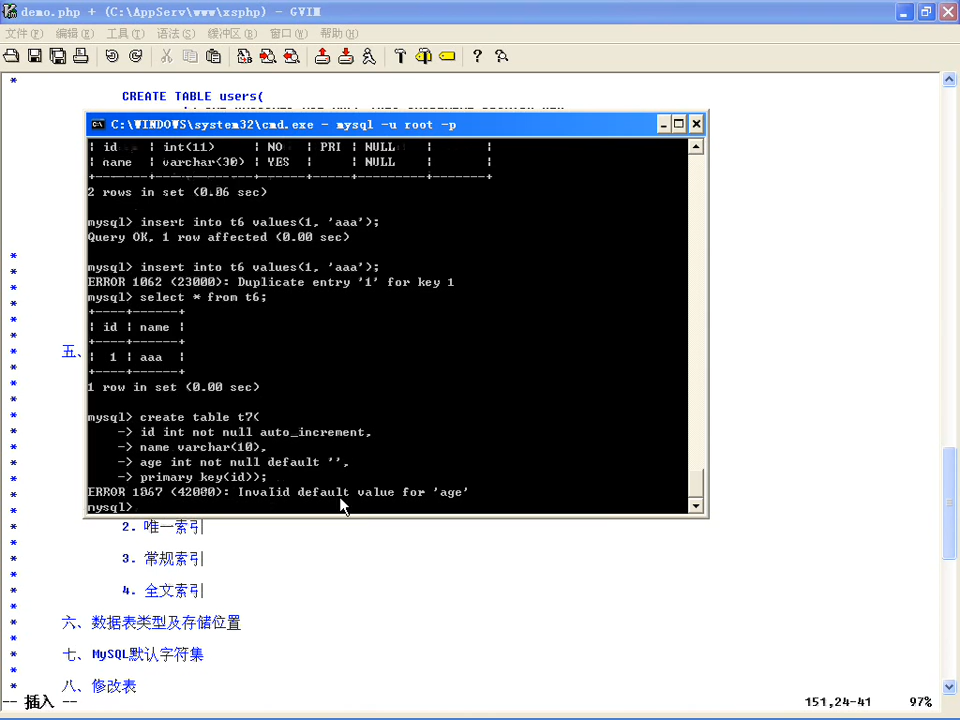 demo.php + (C:\AppServ\www\xsphp) - GVIM
文件(F) 编辑(E) 工具(T) 语法(S) 缓冲区(B) 窗口(W) 帮助(H)
*
CREATE TABLE users(
C:\WINDOWS\system32\cmd.exe - mysql -u root -p
| id | int(11) | NO | PRI | NULL | |
| name | varchar(30) | YES | | NULL | |
+------+-------------+------+-----+---------+-------+
2 rows in set (0.06 sec)
mysql> insert into t6 values(1, 'aaa');
Query OK, 1 row affected (0.00 sec)
mysql> insert into t6 values(1, 'aaa');
ERROR 1062 (23000): Duplicate entry '1' for key 1
mysql> select * from t6;
+----+------+
| id | name |
+----+------+
| 1 | aaa |
+----+------+
1 row in set (0.00 sec)
mysql> create table t7(
-> id int not null auto_increment,
-> name varchar(10),
-> age int not null default '',
-> primary key(id));
ERROR 1067 (42000): Invalid default value for 'age'
mysql>
五、
2. 唯一索引
3. 常规索引
4. 全文索引
六、数据表类型及存储位置
七、MySQL默认字符集
八、修改表
-- 插入 -- 151,24-41 97%